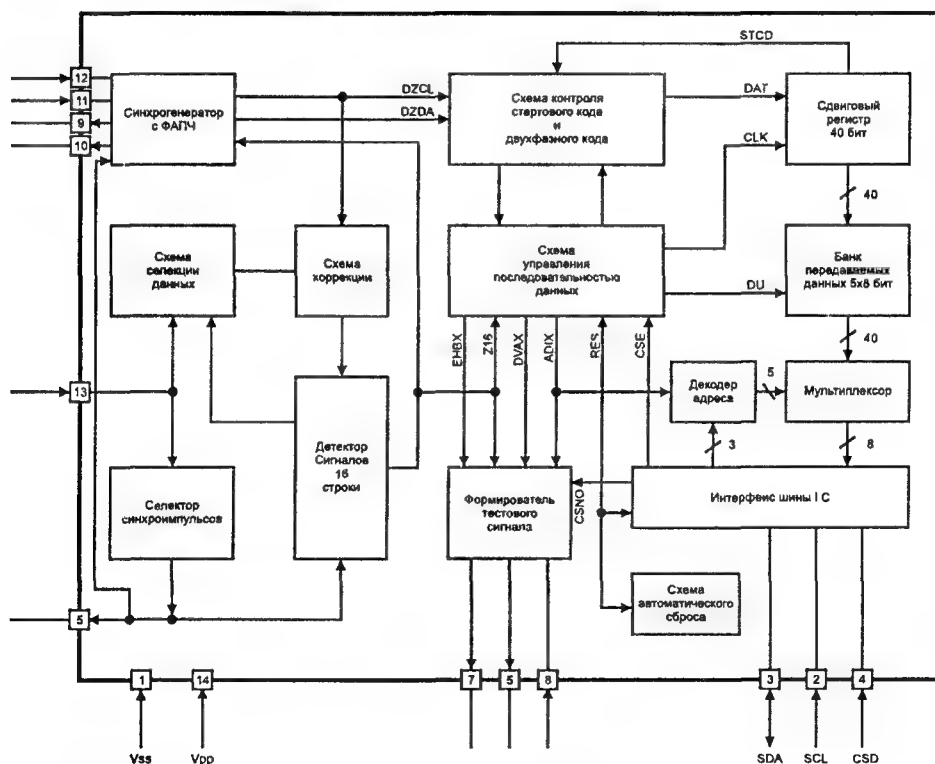 STCD
12
11
9
10
Синхрогенератор
с ФАПЧ
DZCL
DZDA
Схема контроля
стартового кода
и
двухфазного кода
DAT
CLK
Сдвиговый
регистр
40 бит
40
Схема
селекции
данных
Схема
коррекции
Схема
управления
последовательностью
данных
DU
Банк
передаваемых
данных 5х8 бит
40
EHBX
Z16
DVAX
ADIX
RES
CSE
13
Декодер
адреса
5
Мультиплексор
3
8
Детектор
Сигналов
16
строки
Селектор
синхроимпульсов
Формирователь
тестового
сигнала
CSNO
Интерфейс шины I C
Схема
автоматического
сброса
5
1
14
7
5
8
3
2
4
Vss
Vpp
SDA
SCL
CSD